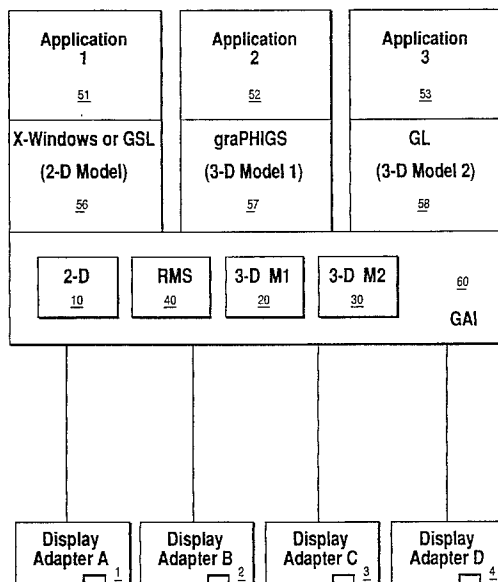 Application
1
51
Application
2
52
Application
3
53
X-Windows or GSL
(2-D Model)
56
graPHIGS
(3-D Model 1)
57
GL
(3-D Model 2)
58
2-D
10
RMS
40
3-D M1
20
3-D M2
30
60
GAI
Display
Adapter A
1
Display
Adapter B
2
Display
Adapter C
3
Display
Adapter D
4